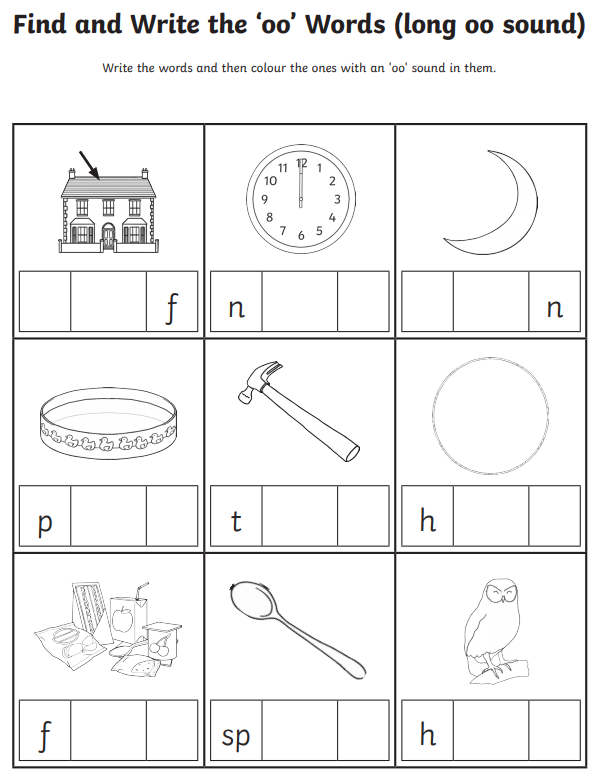 Find and Write the ‘oo’ Words (long oo sound)
Write the words and then colour the ones with an 'oo' sound in them.
12
11 1
10 2
9 3
8 4
7 5
6
f n n
p t h
f sp h